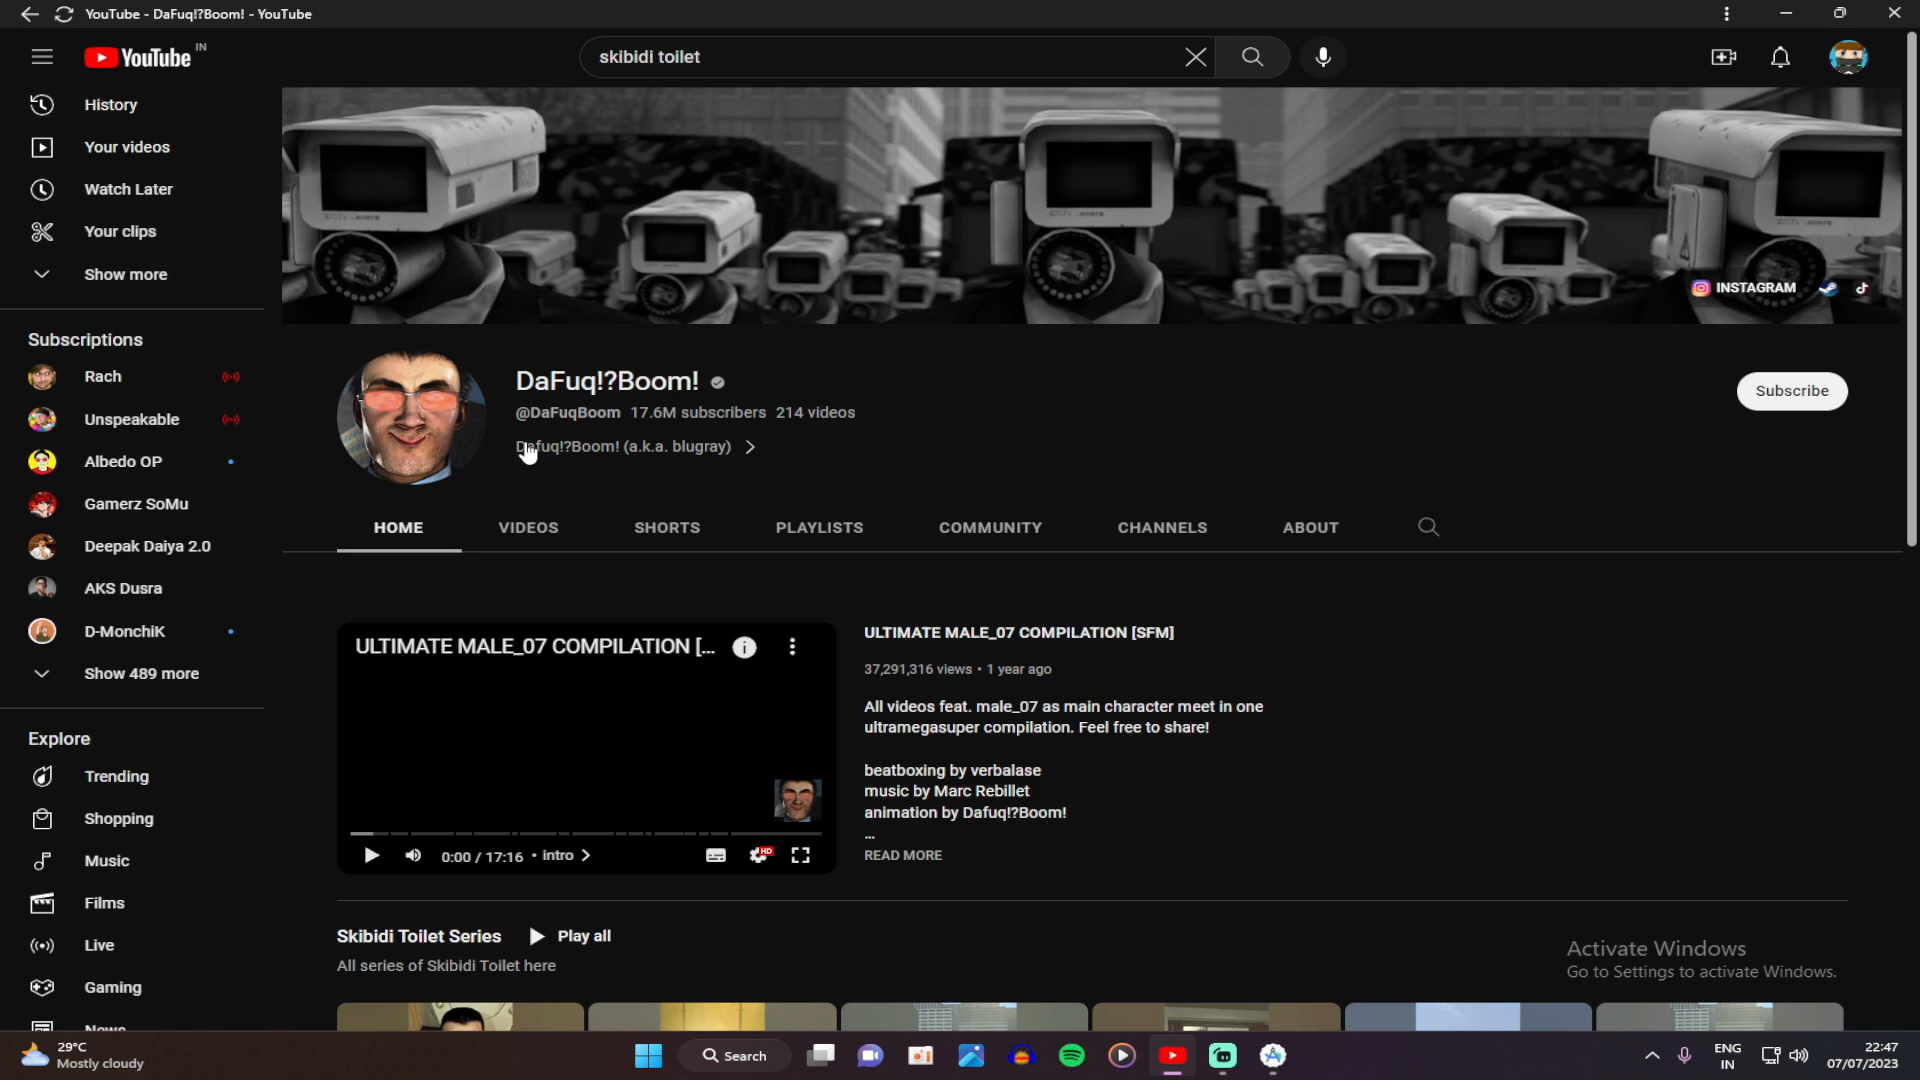 YouTube - DaFuq!?Boom! - YouTube
YouTube IN
skibidi toilet
History
Your videos
Watch Later
Your clips
Show more
Subscriptions
Rach
Unspeakable
Albedo OP
Gamerz SoMu
Deepak Daiya 2.0
AKS Dusra
D-MonchiK
Show 489 more
Explore
Trending
Shopping
Music
Films
Live
Gaming
News
INSTAGRAM
DaFuq!?Boom!
@DaFuqBoom 17.6M subscribers 214 videos
Dafuq!?Boom! (a.k.a. blugray)
Subscribe
HOME VIDEOS SHORTS PLAYLISTS COMMUNITY CHANNELS ABOUT
ULTIMATE MALE_07 COMPILATION [...
0:00 / 17:16 • intro
HD
ULTIMATE MALE_07 COMPILATION [SFM]
37,291,316 views • 1 year ago
All videos feat. male_07 as main character meet in one
ultramegasuper compilation. Feel free to share!
beatboxing by verbalase
music by Marc Rebillet
animation by Dafuq!?Boom!
...
READ MORE
Skibidi Toilet Series Play all
All series of Skibidi Toilet here
Activate Windows
Go to Settings to activate Windows.
29°C
Mostly cloudy
Search
ENG
IN
22:47
07/07/2023